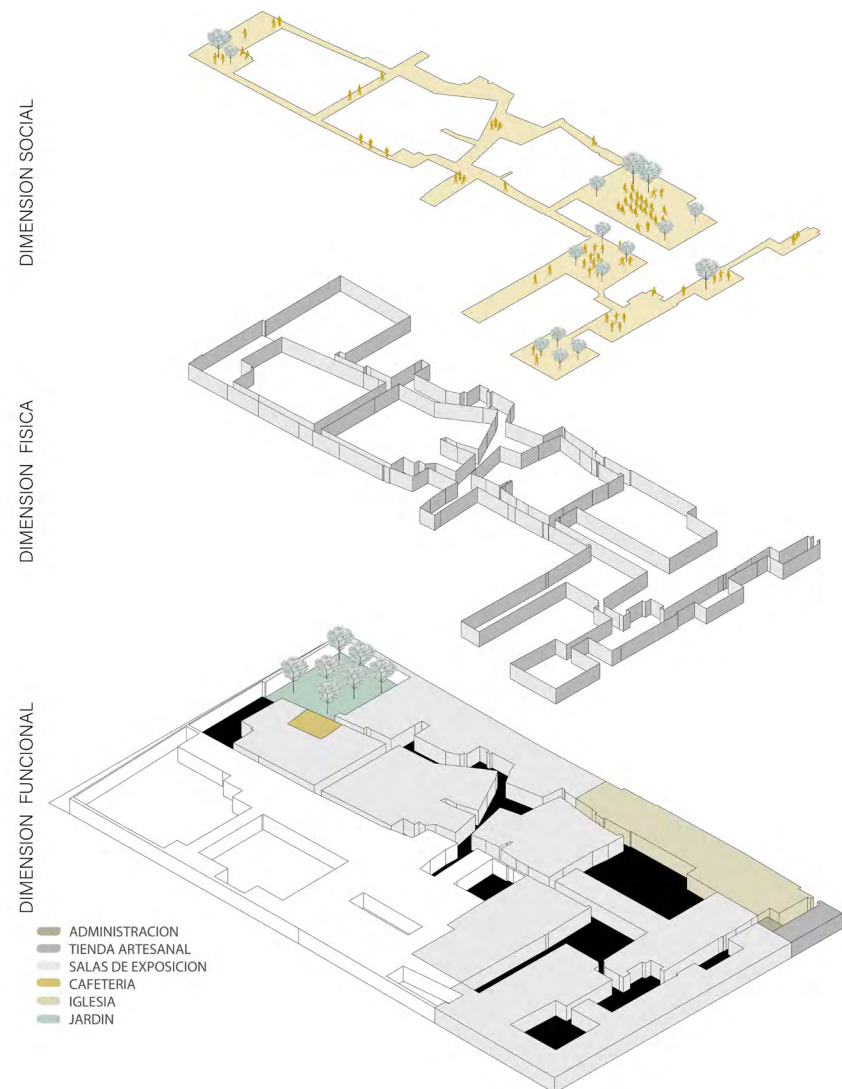 DIMENSION SOCIAL
DIMENSION FISICA
DIMENSION FUNCIONAL
ADMINISTRACION
TIENDA ARTESANAL
SALAS DE EXPOSICION
CAFETERIA
IGLESIA
JARDIN